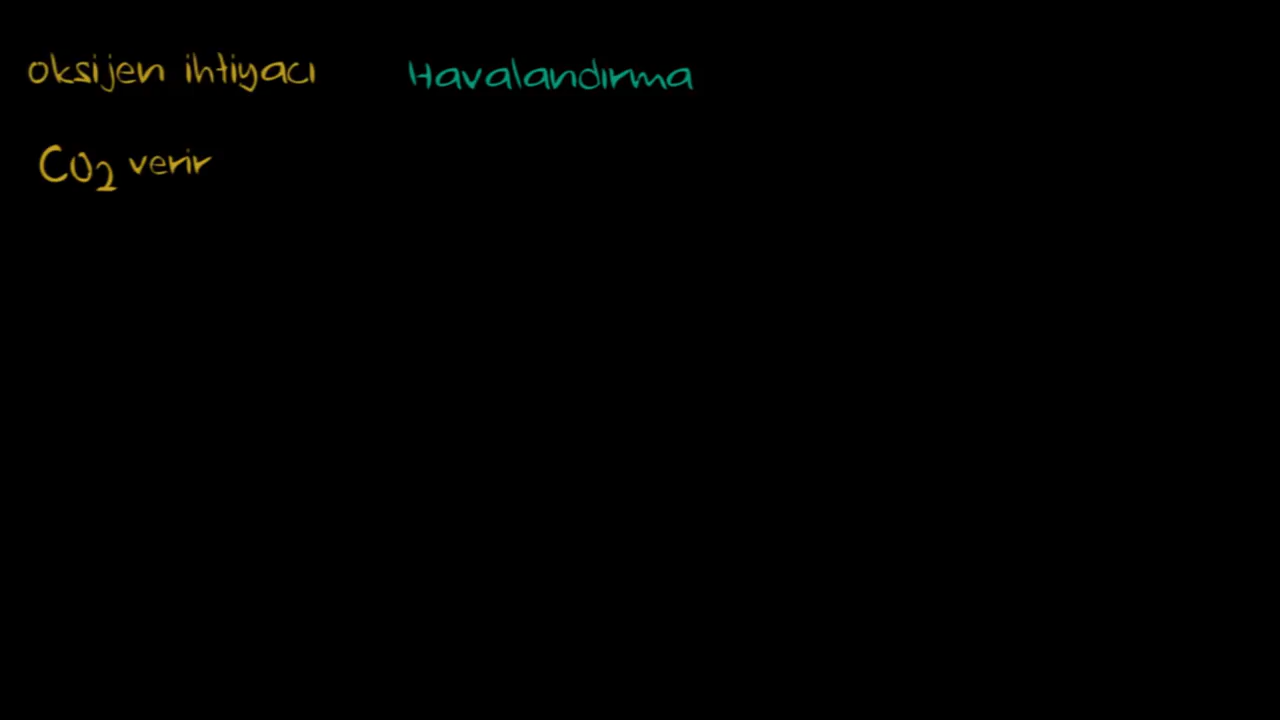 oksijen ihtiyacı
Havalandırma
CO₂ verir